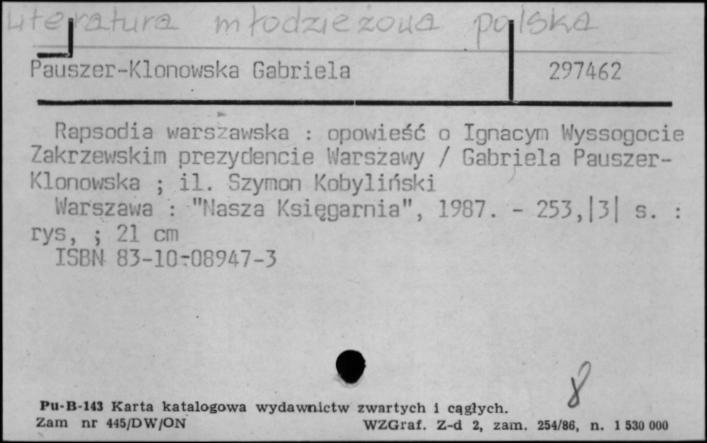 literatura młodzieżowa polska
Pauszer-Klonowska Gabriela 297462
Rapsodia warszawska : opowieść o Ignacym Wyssogocie
Zakrzewskim prezydencie Warszawy / Gabriela Pauszer-
Klonowska ; il. Szymon Kobyliński
Warszawa : "Nasza Księgarnia", 1987. - 253,|3| s. :
rys, ; 21 cm
ISBN 83-10-08947-3
8
Pu-B-143 Karta katalogowa wydawnictw zwartych i cągłych.
Zam nr 445/DW/ON WZGraf. Z-d 2, zam. 254/86, n. 1 530 000